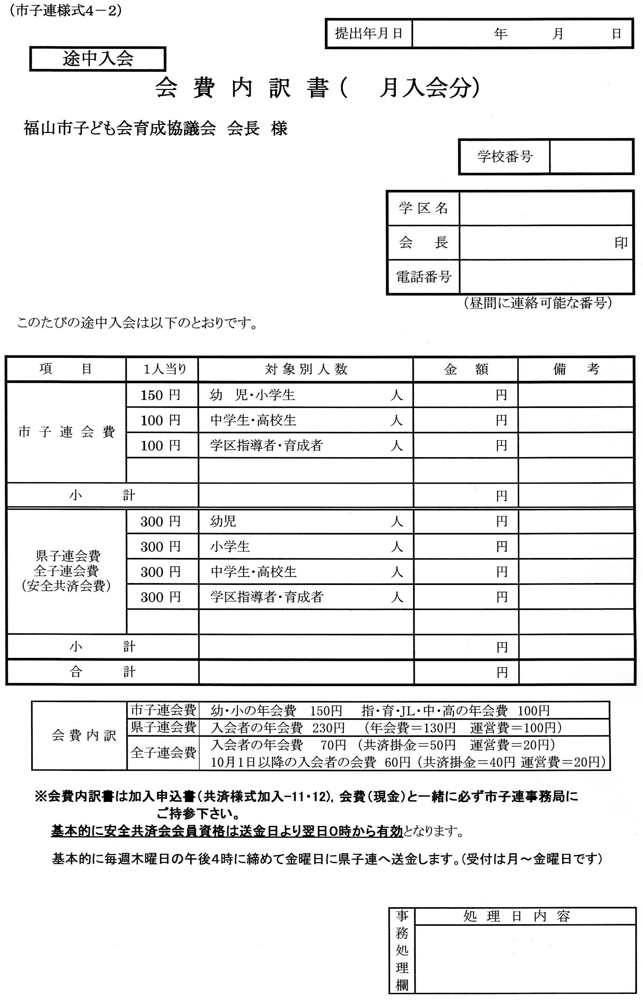 （市子連様式４－２）
提出年月日　年　月　日
途中入会
会費内訳書（　月入会分）
福山市子ども会育成協議会　会長　様
学校番号
学区名
会長　印
電話番号
（昼間に連絡可能な番号）
このたびの途中入会は以下のとおりです。
項目　１人当り　対象別人数　金額　備考
市子連会費
150 円　幼　児・小学生　人　円
100 円　中学生・高校生　人　円
100 円　学区指導者・育成者　人　円
小計　円
県子連会費
全子連会費
（安全共済会費）
300 円　幼児　人　円
300 円　小学生　人　円
300 円　中学生・高校生　人　円
300 円　学区指導者・育成者　人　円
小計　円
合計　円
会費内訳
市子連会費　幼・小の年会費　150円　指・育・JL・中・高の年会費　100円
県子連会費　入会者の年会費　230円　（年会費＝130円　運営費＝100円）
全子連会費
入会者の年会費　70円　（共済掛金＝50円　運営費＝20円）
10月1日以降の入会者の会費　60円（共済掛金＝40円 運営費＝20円）
※会費内訳書は加入申込書（共済様式加入-11・12），会費（現金）と一緒に必ず市子連事務局に
ご持参下さい。
基本的に安全共済会会員資格は送金日より翌日０時から有効となります。
基本的に毎週木曜日の午後４時に締めて金曜日に県子連へ送金します。（受付は月～金曜日です）
事務処理欄
処理日内容